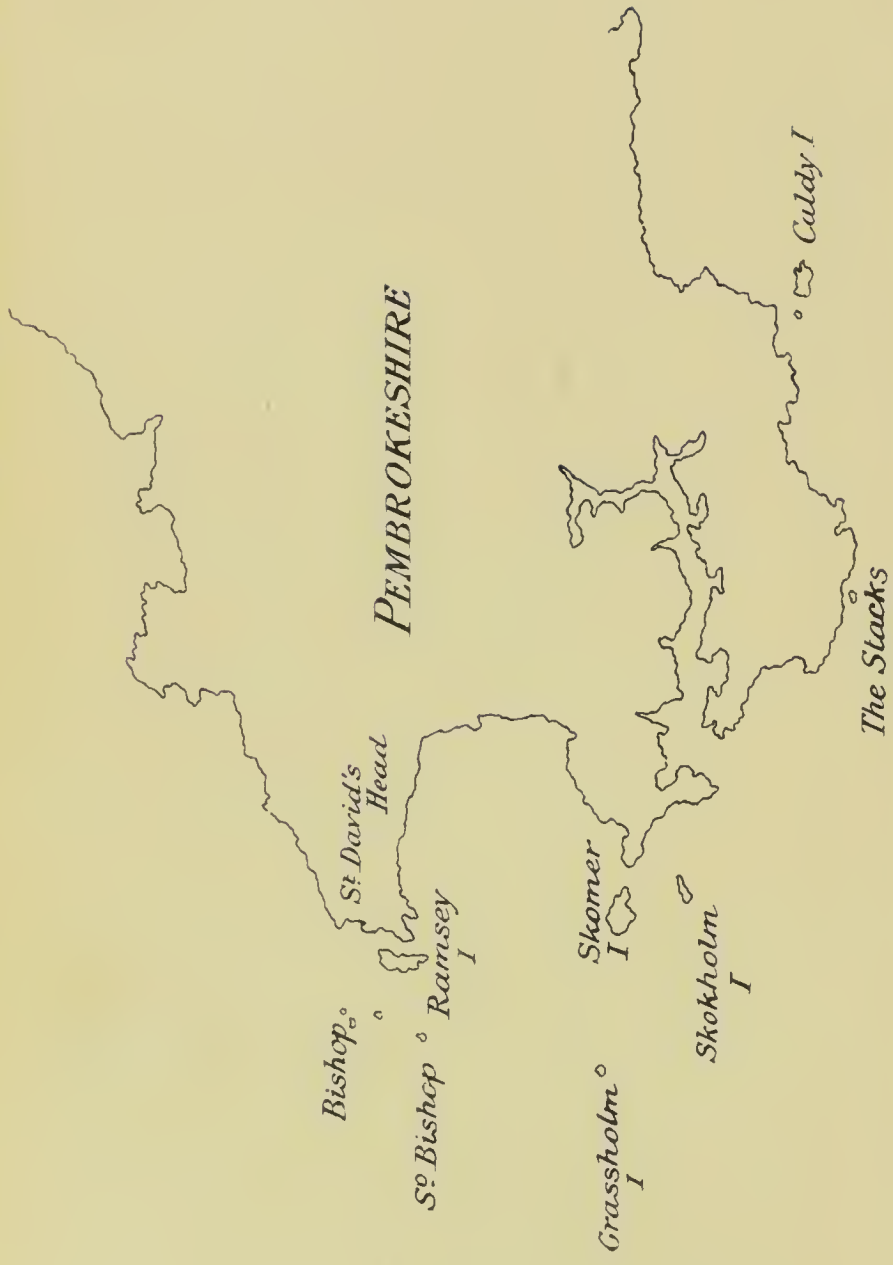 PEMBROKESHIRE
St David's
Head
Bishop
Ramsey
I
So Bishop
Skomer
I
Grassholm
I
Skokholm
I
The Stacks
Caldy I